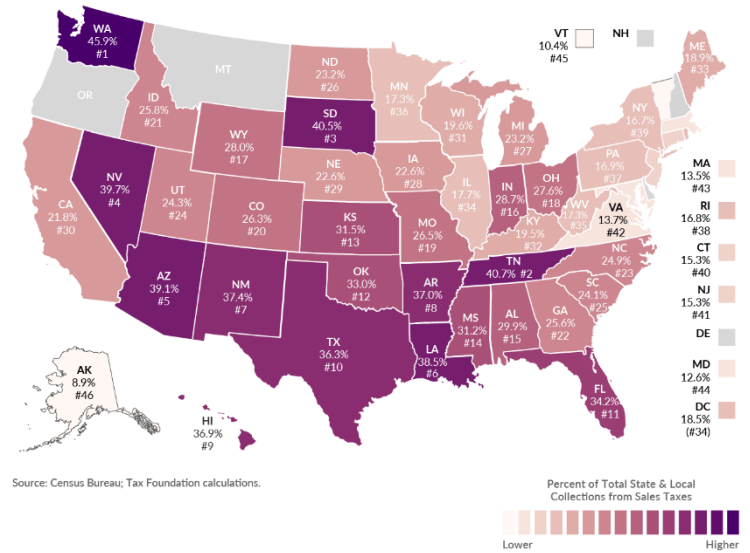 WA
45.9%
#1
OR
MT
ID
25.8%
#21
WY
28.0%
#17
NV
39.7%
#4
CA
21.8%
#30
UT
24.3%
#24
CO
26.3%
#20
AZ
39.1%
#5
NM
37.4%
#7
ND
23.2%
#26
SD
40.5%
#3
NE
22.6%
#29
KS
31.5%
#13
OK
33.0%
#12
TX
36.3%
#10
MN
17.3%
#36
IA
22.6%
#28
MO
26.5%
#19
AR
37.0%
#8
LA
38.5%
#6
WI
19.6%
#31
IL
17.7%
#34
MI
23.2%
#27
IN
28.7%
#16
OH
27.6%
#18
KY
19.5%
#32
TN
40.7% #2
MS
31.2%
#14
AL
29.9%
#15
GA
25.6%
#22
FL
34.2%
#11
SC
24.1%
#25
NC
24.9%
#23
VA
13.7%
#42
WV
17.3%
#35
PA
16.9%
#37
NY
16.7%
#39
ME
18.9%
#33
VT
10.4%
#45
NH
MA
13.5%
#43
RI
16.8%
#38
CT
15.3%
#40
NJ
15.3%
#41
DE
MD
12.6%
#44
DC
18.5%
(#34)
AK
8.9%
#46
HI
36.9%
#9
Source: Census Bureau; Tax Foundation calculations.
Percent of Total State & Local
Collections from Sales Taxes
Lower
Higher